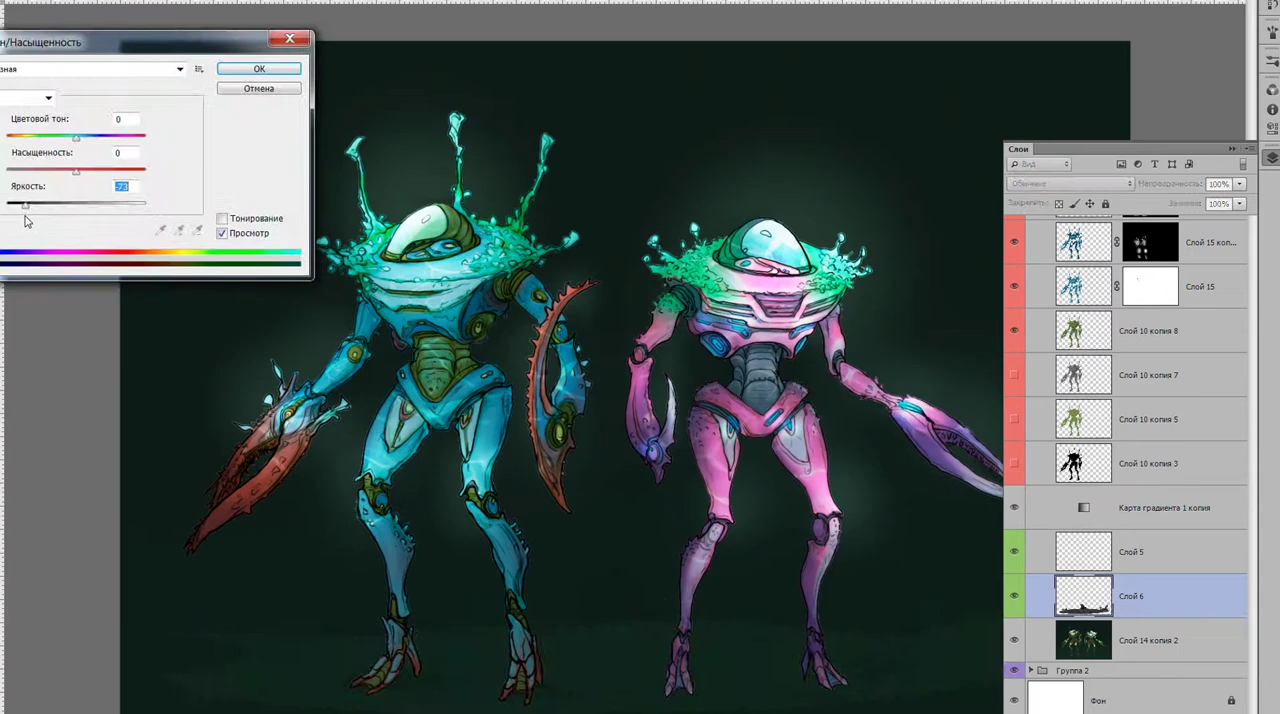 н/Насыщенность
зная
OK
Отмена
Цветовой тон:
0
Насыщенность:
0
Яркость:
-73
Тонирование
Просмотр
Слои
Вид
Обычные
Непрозрачность:
100%
Закрепить:
Заливка:
100%
Слой 15 коп...
Слой 15
Слой 10 копия 8
Слой 10 копия 7
Слой 10 копия 5
Слой 10 копия 3
Карта градиента 1 копия
Слой 5
Слой 6
Слой 14 копия 2
Группа 2
Фон